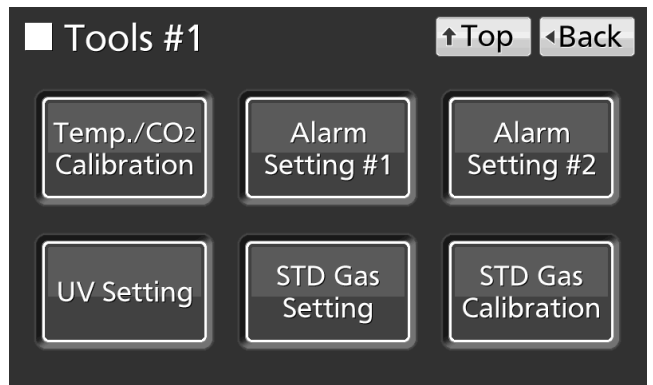 Tools #1
↑Top
◂Back
Temp./CO2
Calibration
Alarm
Setting #1
Alarm
Setting #2
UV Setting
STD Gas
Setting
STD Gas
Calibration